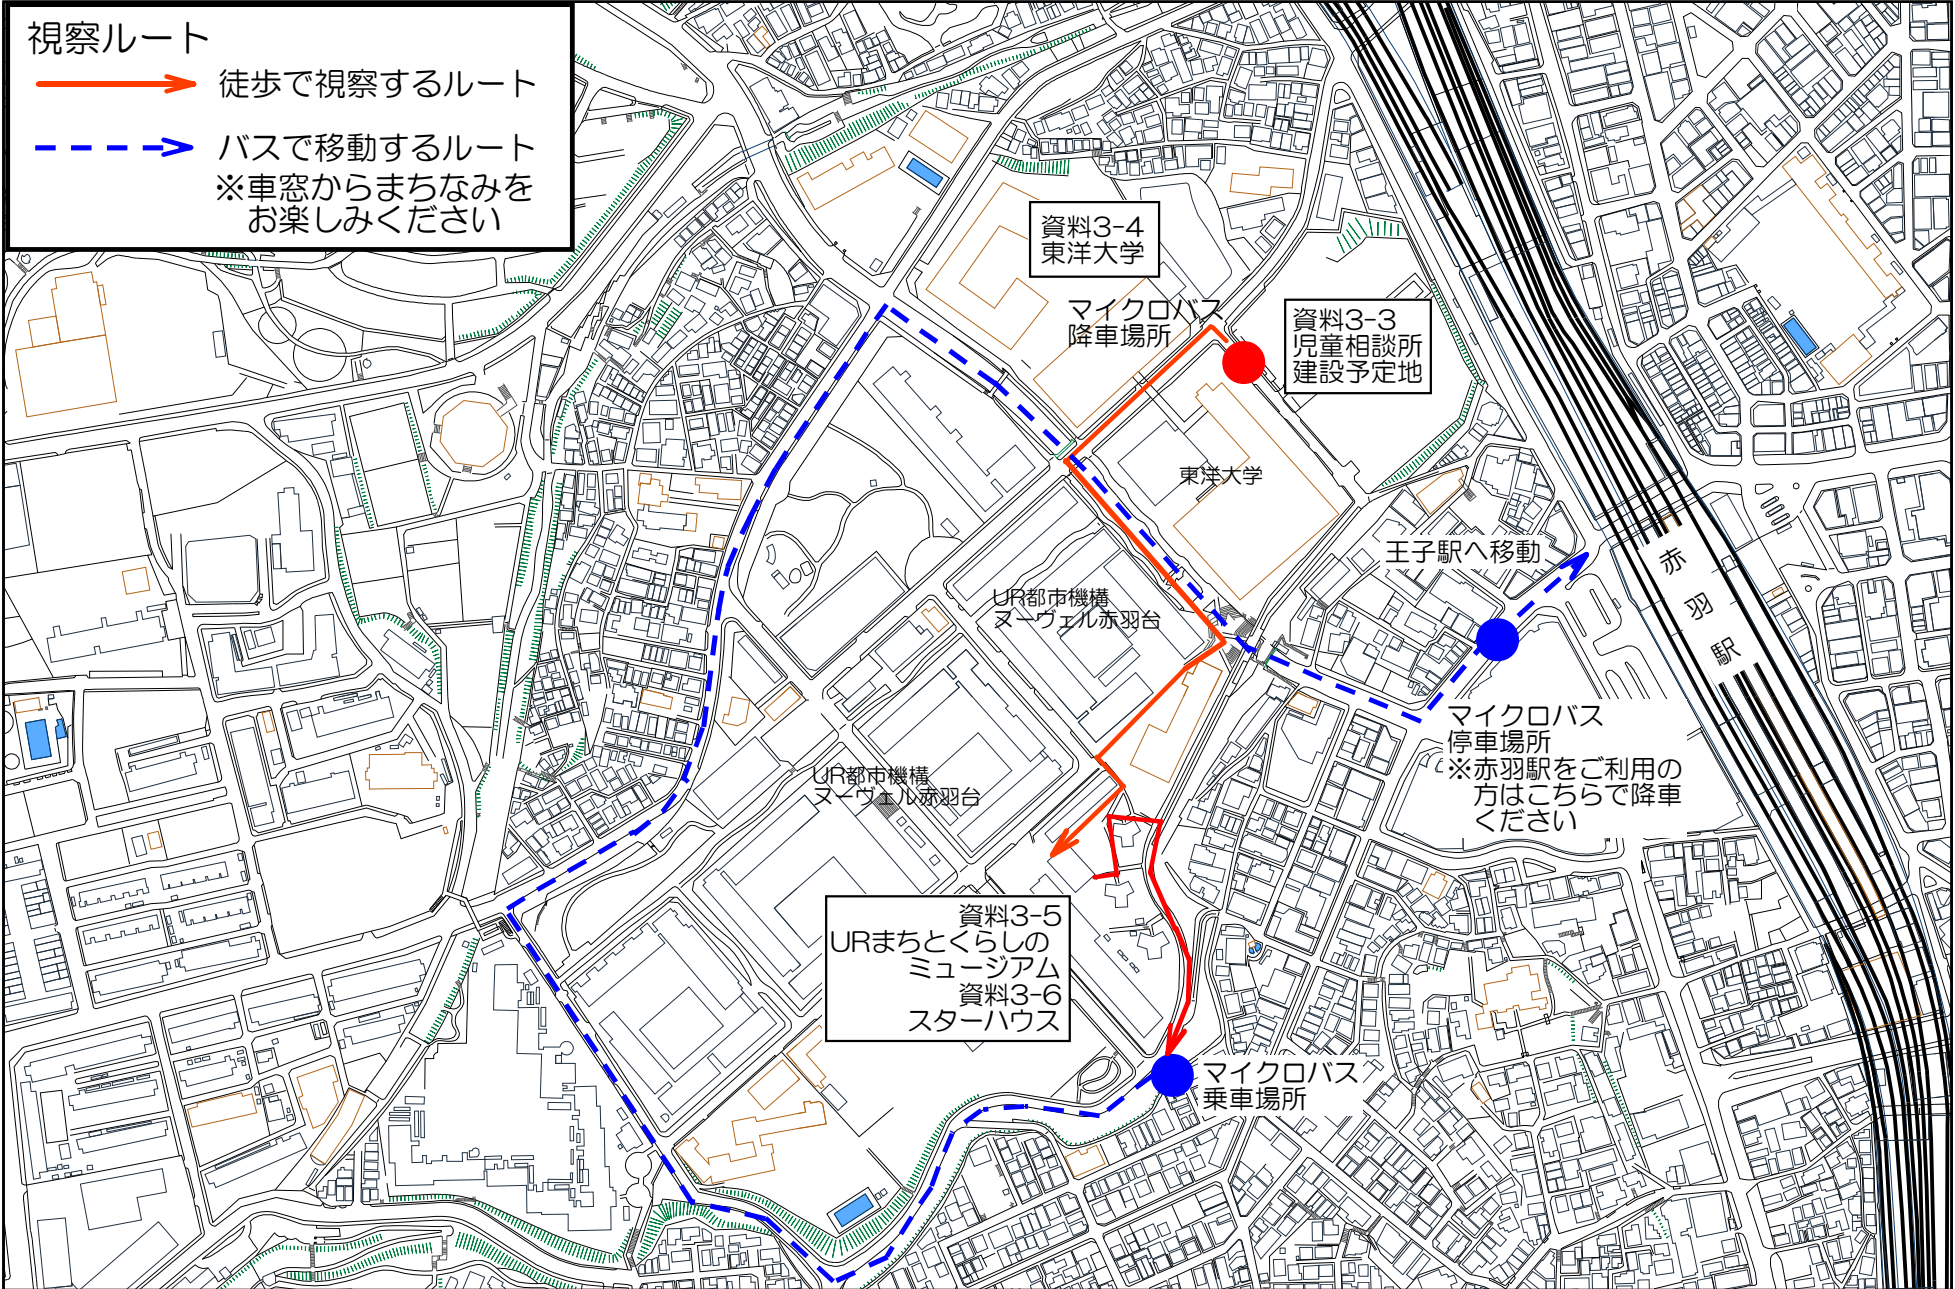 視察ルート
徒歩で視察するルート
バスで移動するルート
※車窓からまちなみを
お楽しみください
資料3-4
東洋大学
マイクロバス
降車場所
資料3-3
児童相談所
建設予定地
東洋大学
王子駅へ移動
赤羽駅
UR都市機構
ヌーヴェル赤羽台
マイクロバス
停車場所
※赤羽駅をご利用の
方はこちらで降車
ください
UR都市機構
ヌーヴェル赤羽台
資料3-5
URまちとくらしの
ミュージアム
資料3-6
スターハウス
マイクロバス
乗車場所